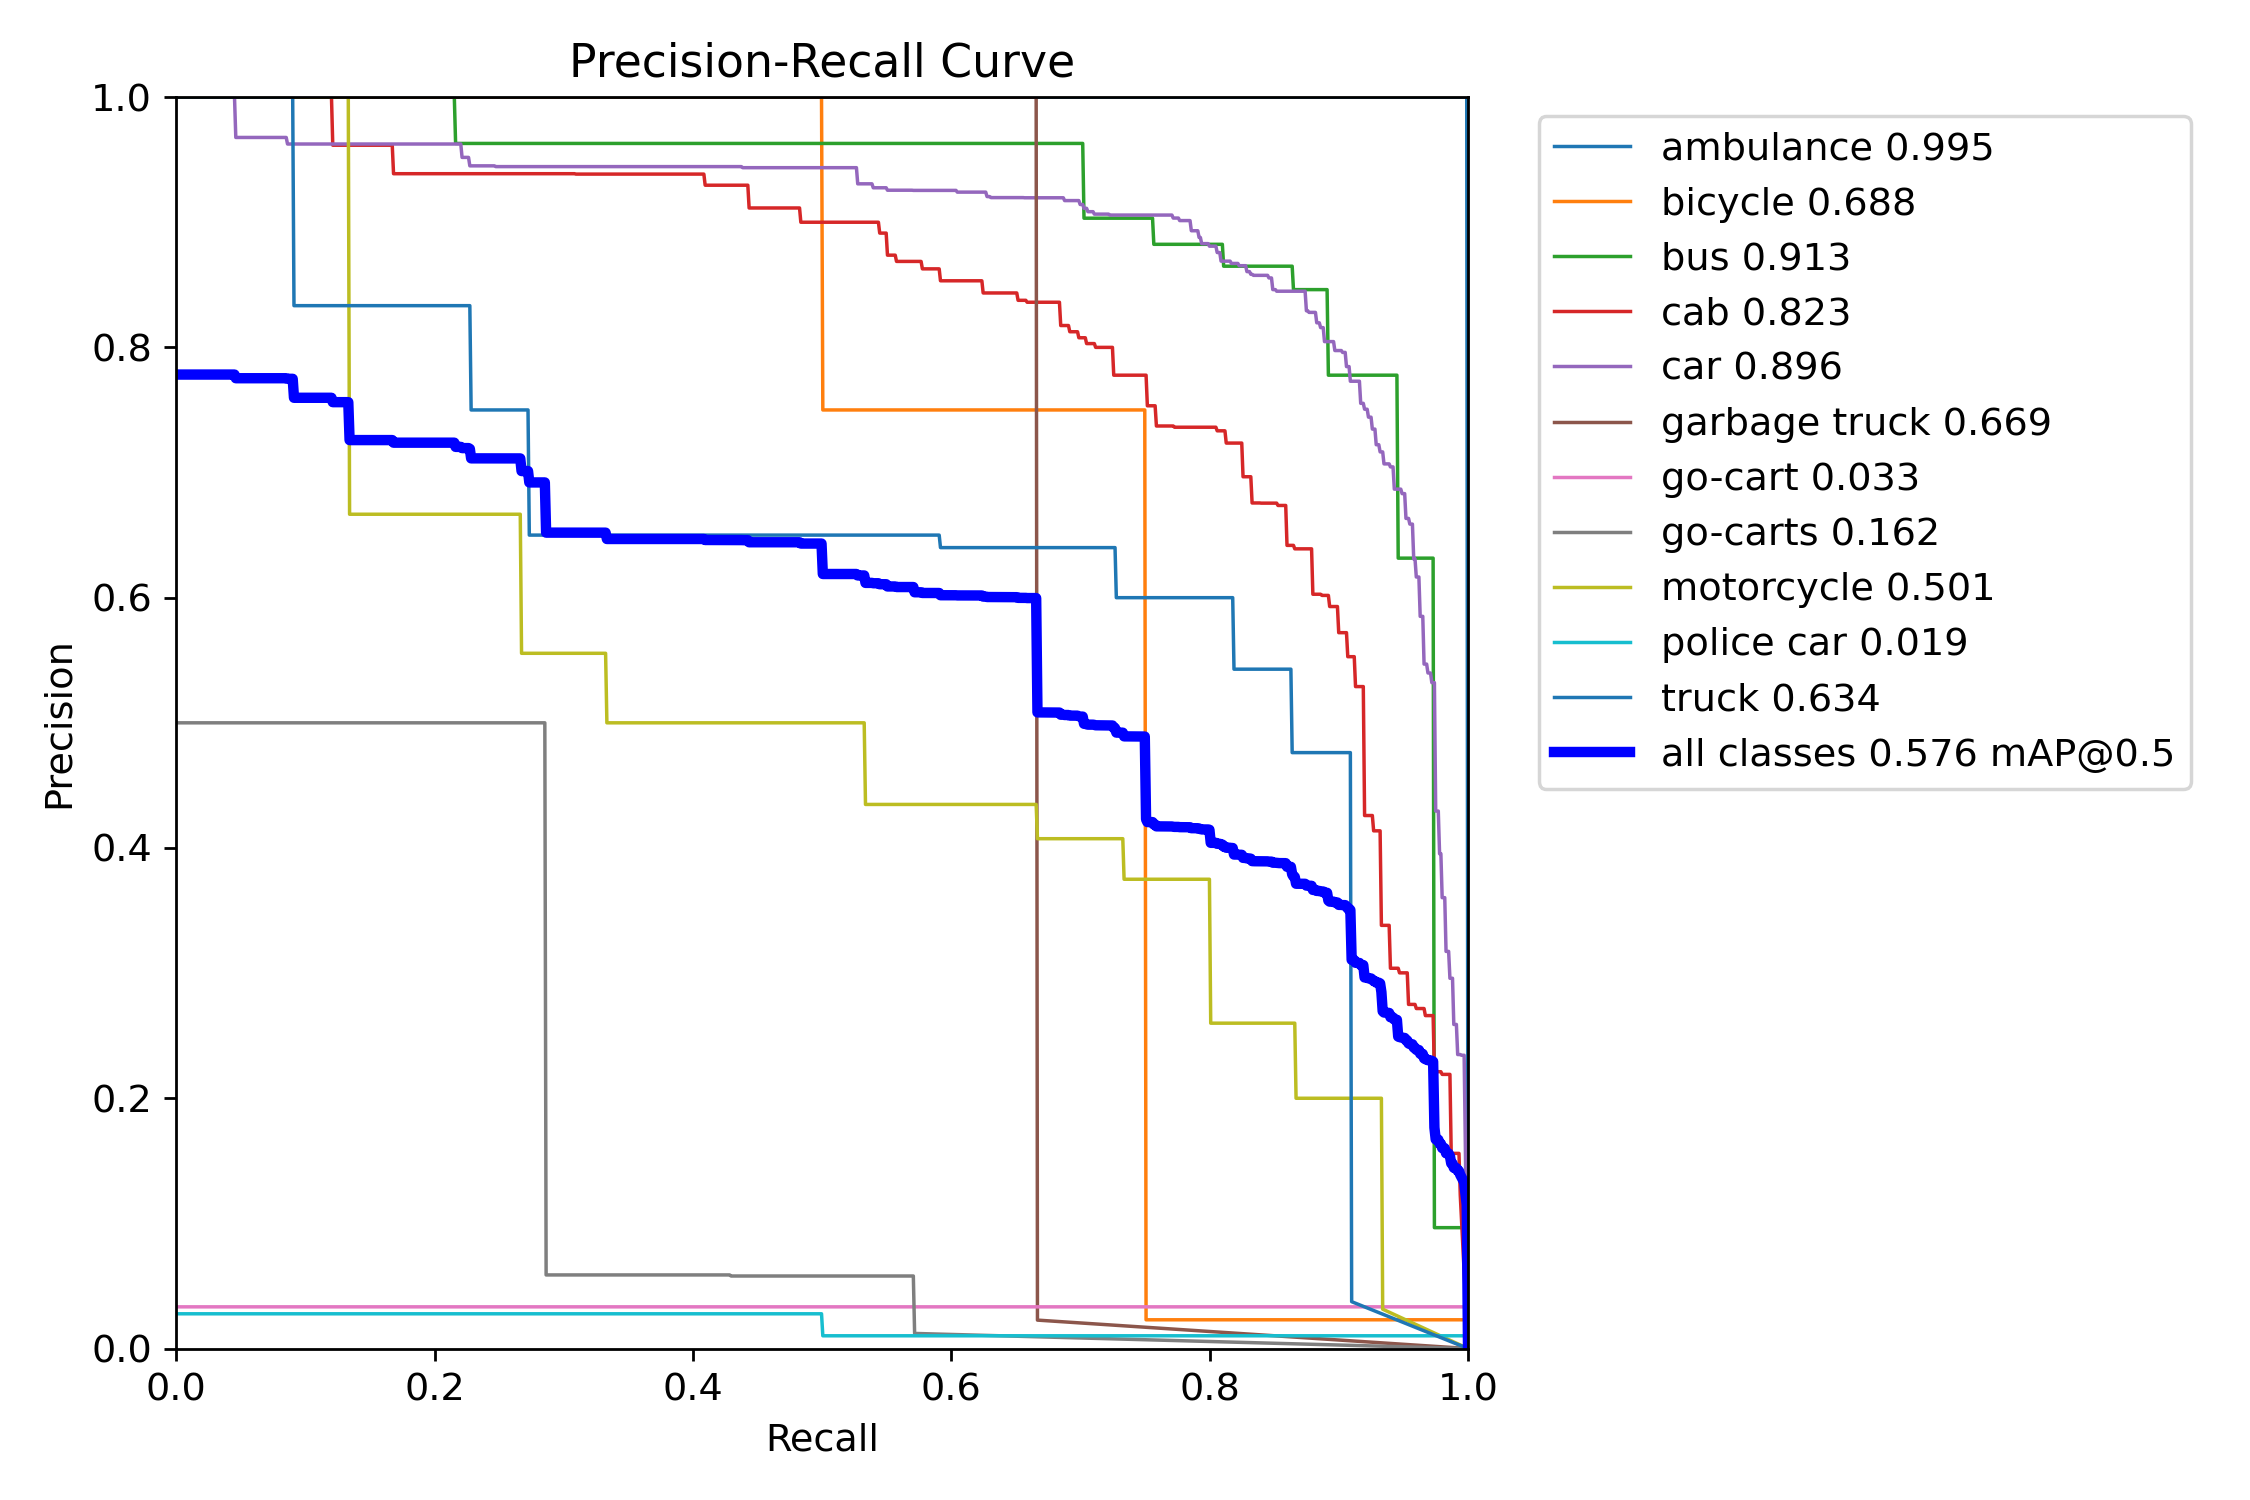 Precision-Recall Curve
1.0
0.8
0.6
0.4
0.2
0.0
Precision
0.0 0.2 0.4 0.6 0.8 1.0
Recall
ambulance 0.995
bicycle 0.688
bus 0.913
cab 0.823
car 0.896
garbage truck 0.669
go-cart 0.033
go-carts 0.162
motorcycle 0.501
police car 0.019
truck 0.634
all classes 0.576 mAP@0.5